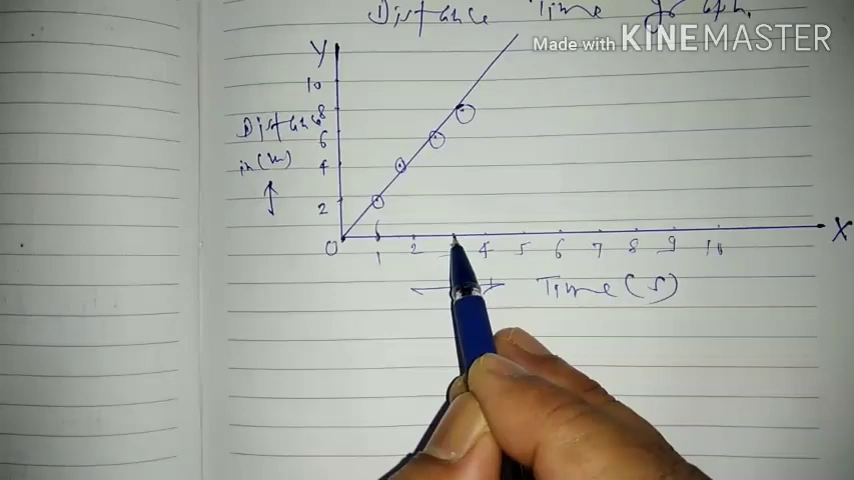 Distance Time graph.
Made with KINEMASTER
Y
10
8
Distance
6
in (m)
4
2
0
1 2 4 5 6 7 8 9 10
X
Time (s)